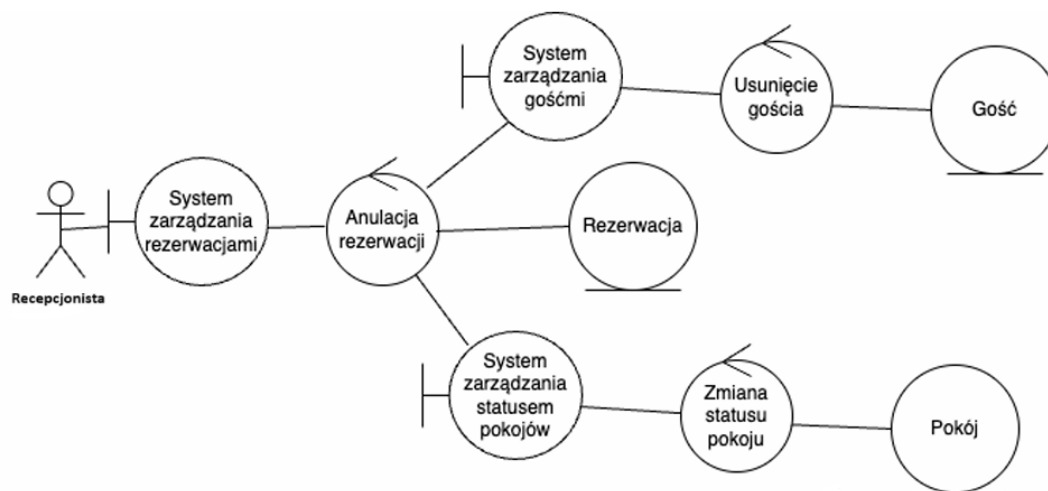 System
zarządzania
gośćmi
Usunięcie
gościa
Gość
System
zarządzania
rezerwacjami
Anulacja
rezerwacji
Rezerwacja
Recepcjonista
System
zarządzania
statusem
pokojów
Zmiana
statusu
pokoju
Pokój